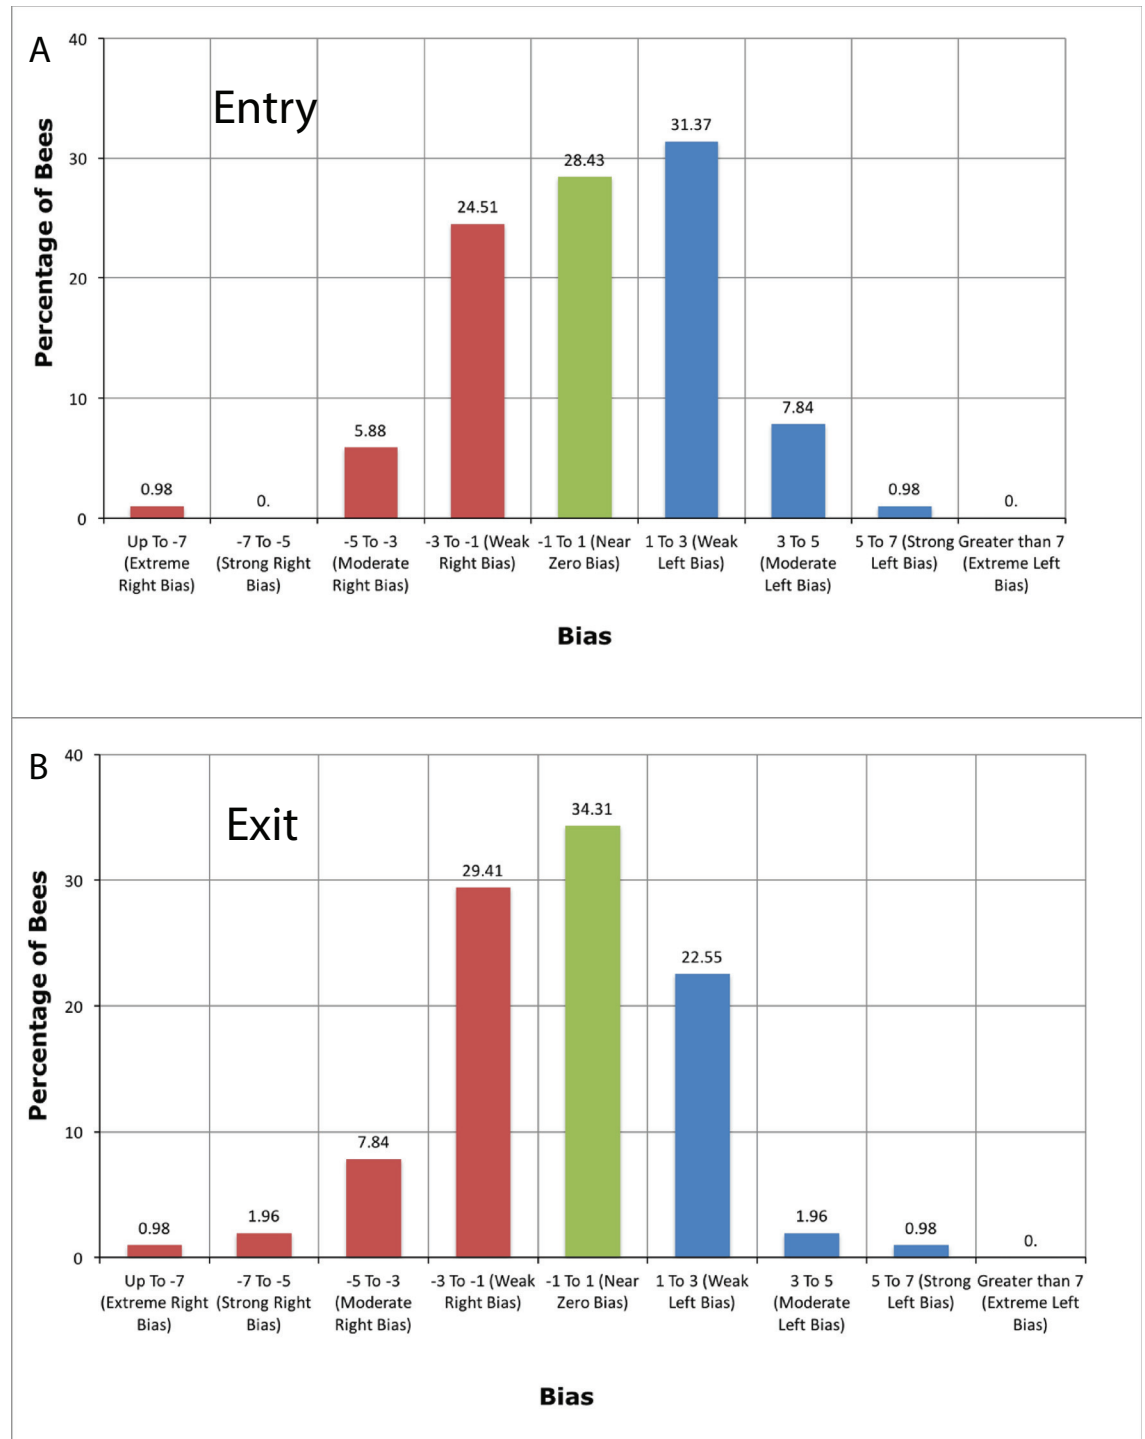 A
Entry
Percentage of Bees
40
30
20
10
0
0.98
0.
5.88
24.51
28.43
31.37
7.84
0.98
0.
Up To -7
(Extreme
Right Bias)
-7 To -5
(Strong Right
Bias)
-5 To -3
(Moderate
Right Bias)
-3 To -1 (Weak
Right Bias)
-1 To 1 (Near
Zero Bias)
1 To 3 (Weak
Left Bias)
3 To 5
(Moderate
Left Bias)
5 To 7 (Strong
Left Bias)
Greater than 7
(Extreme Left
Bias)
Bias
B
Exit
Percentage of Bees
40
30
20
10
0
0.98
1.96
7.84
29.41
34.31
22.55
1.96
0.98
0.
Up To -7
(Extreme Right
Bias)
-7 To -5
(Strong Right
Bias)
-5 To -3
(Moderate
Right Bias)
-3 To -1 (Weak
Right Bias)
-1 To 1 (Near
Zero Bias)
1 To 3 (Weak
Left Bias)
3 To 5
(Moderate
Left Bias)
5 To 7 (Strong
Left Bias)
Greater than 7
(Extreme Left
Bias)
Bias